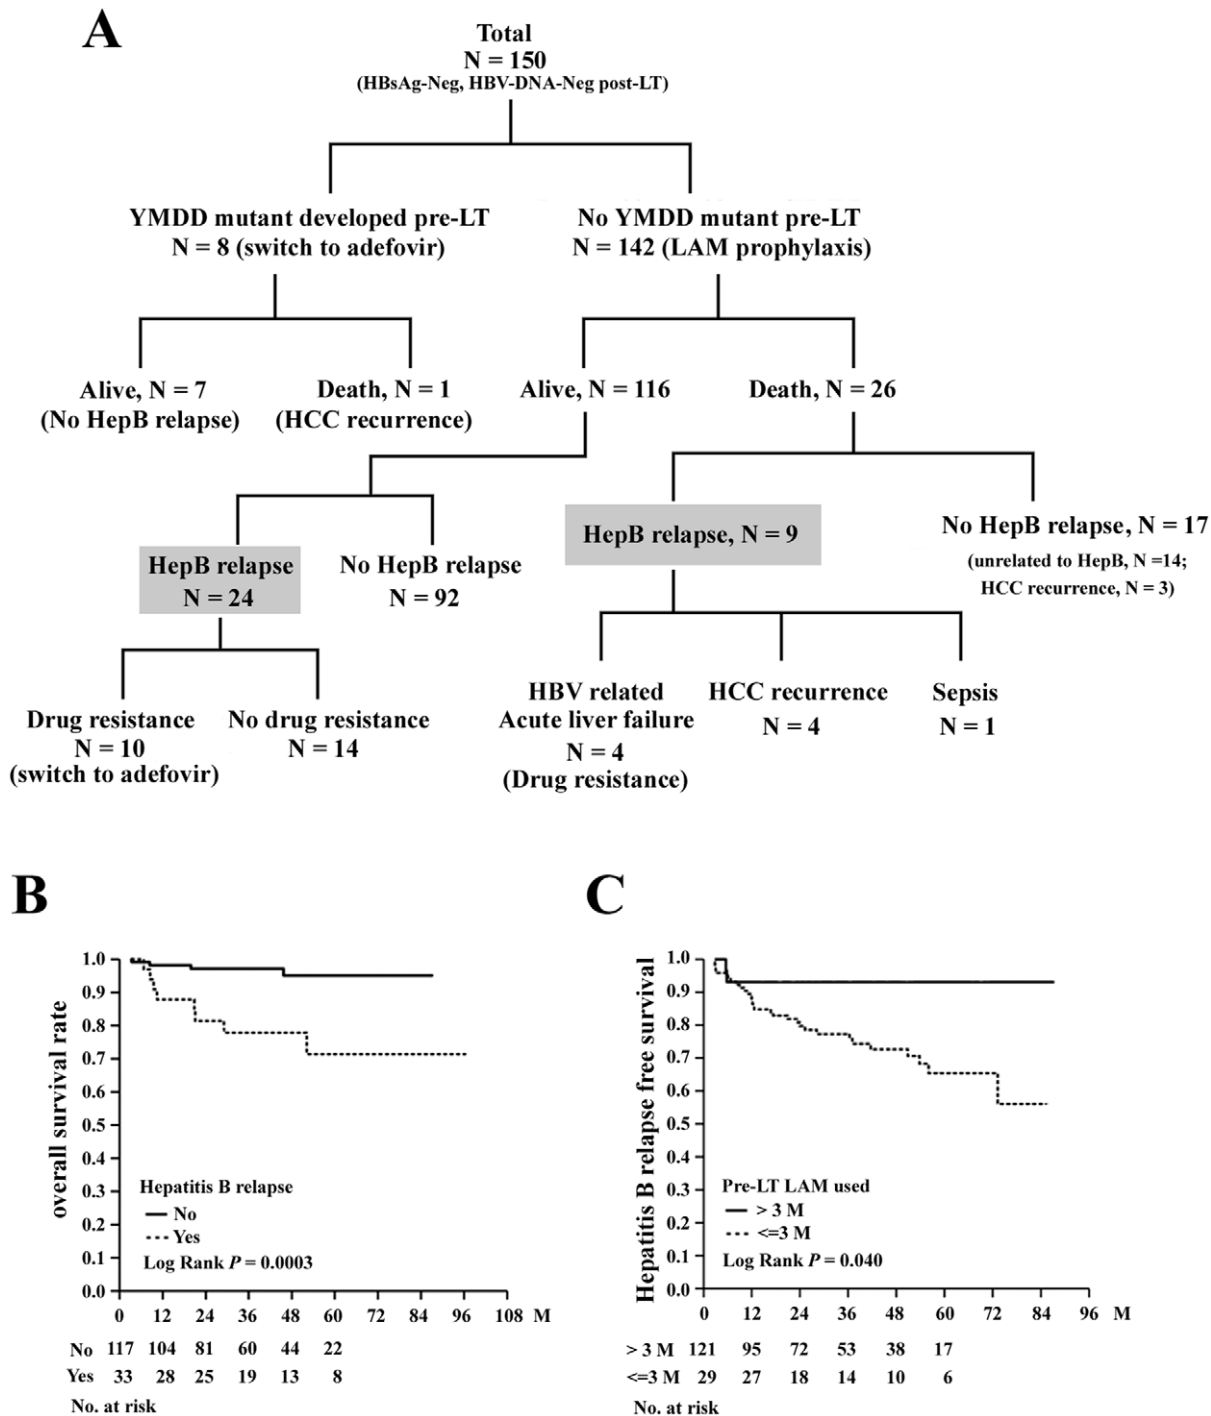 A
Total
N = 150
(HBsAg-Neg, HBV-DNA-Neg post-LT)
YMDD mutant developed pre-LT
N = 8 (switch to adefovir)
No YMDD mutant pre-LT
N = 142 (LAM prophylaxis)
Alive, N = 7
(No HepB relapse)
Death, N = 1
(HCC recurrence)
Alive, N = 116
Death, N = 26
HepB relapse
N = 24
No HepB relapse
N = 92
HepB relapse, N = 9
No HepB relapse, N = 17
(unrelated to HepB, N =14;
HCC recurrence, N = 3)
Drug resistance
N = 10
(switch to adefovir)
No drug resistance
N = 14
HBV related
Acute liver failure
N = 4
(Drug resistance)
HCC recurrence
N = 4
Sepsis
N = 1
B
overall survival rate
1.0
0.9
0.8
0.7
0.6
0.5
0.4
0.3
0.2
0.1
0.0
Hepatitis B relapse
No
Yes
Log Rank P = 0.0003
0 12 24 36 48 60 72 84 96 108 M
No 117 104 81 60 44 22
Yes 33 28 25 19 13 8
No. at risk
C
Hepatitis B relapse free survival
1.0
0.9
0.8
0.7
0.6
0.5
0.4
0.3
0.2
0.1
0.0
Pre-LT LAM used
> 3 M
<=3 M
Log Rank P = 0.040
0 12 24 36 48 60 72 84 96 M
> 3 M 121 95 72 53 38 17
<=3 M 29 27 18 14 10 6
No. at risk